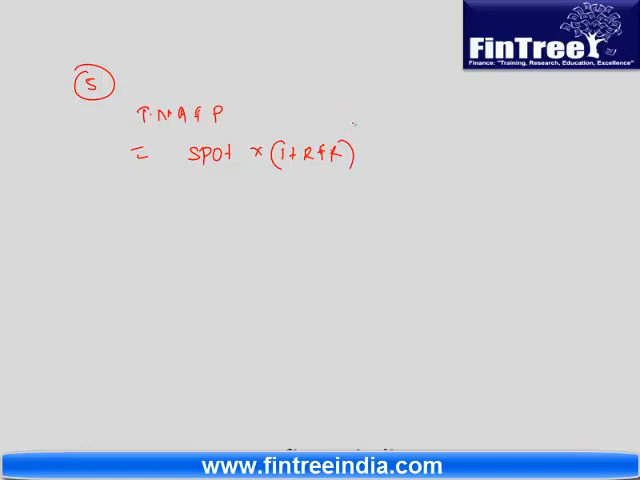 FinTree
Finance: "Training, Research, Education, Excellence"
5
T.N.A F P
= SPOt × (1+RFR)
www.fintreeindia.com